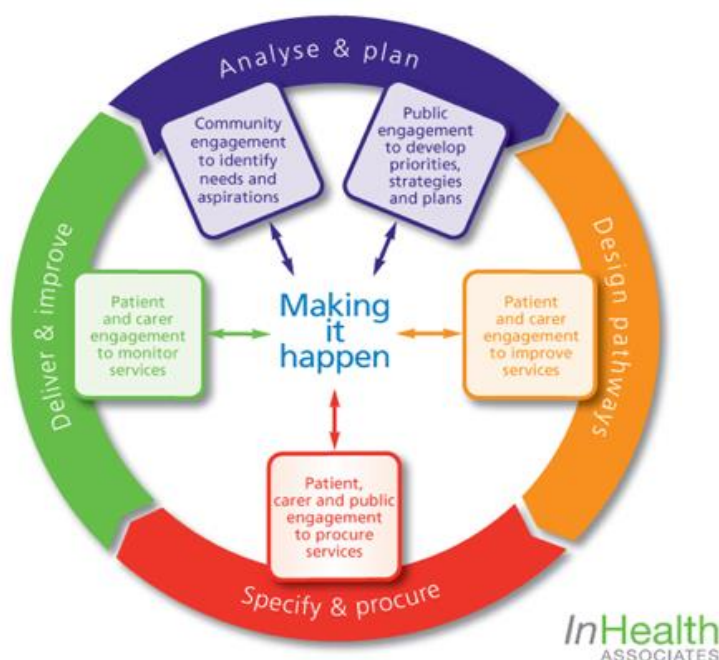 Analyse & plan
Community
engagement
to identify
needs and
aspirations
Public
engagement
to develop
priorities,
strategies
and plans
Design pathways
Deliver & improve
Patient
and carer
engagement
to monitor
services
Making
it
happen
Patient
and carer
engagement
to improve
services
Patient,
carer and public
engagement
to procure
services
Specify & procure
InHealth
ASSOCIATES